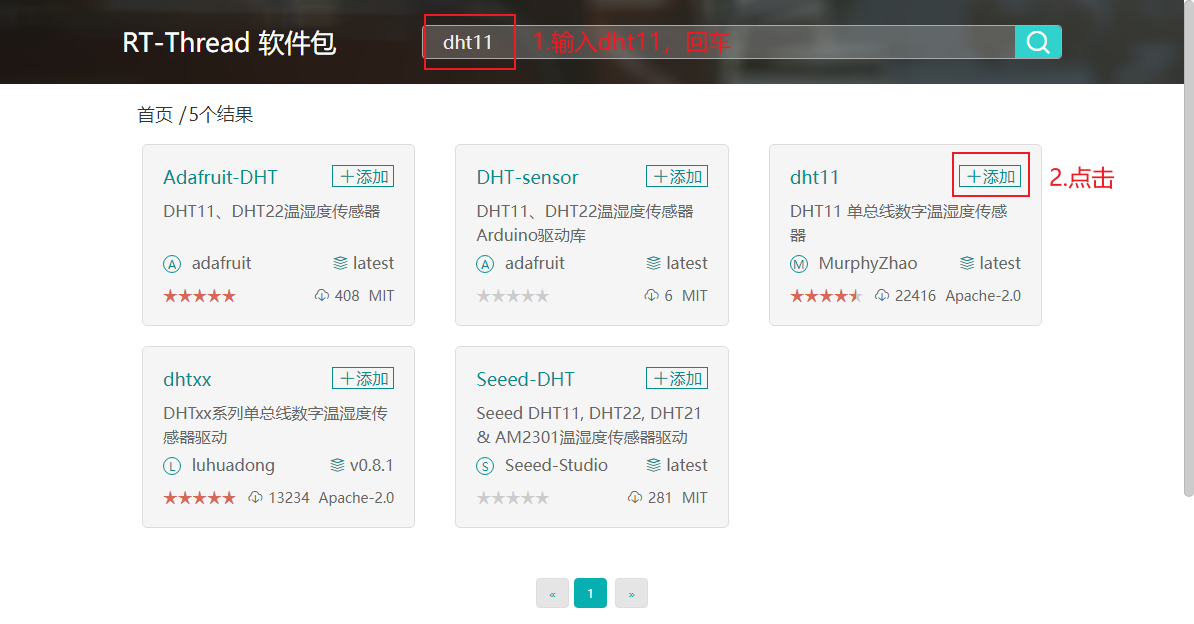 RT-Thread 软件包
dht11
1.输入dht11，回车
首页 /5个结果
Adafruit-DHT
＋添加
DHT11、DHT22温湿度传感器
A adafruit
latest
408 MIT
DHT-sensor
＋添加
DHT11、DHT22温湿度传感器
Arduino驱动库
A adafruit
latest
6 MIT
dht11
＋添加
2.点击
DHT11 单总线数字温湿度传感
器
M MurphyZhao
latest
22416 Apache-2.0
dhtxx
＋添加
DHTxx系列单总线数字温湿度传
感器驱动
L luhuadong
v0.8.1
13234 Apache-2.0
Seeed-DHT
＋添加
Seeed DHT11, DHT22, DHT21
& AM2301温湿度传感器驱动
S Seeed-Studio
latest
281 MIT
« 1 »